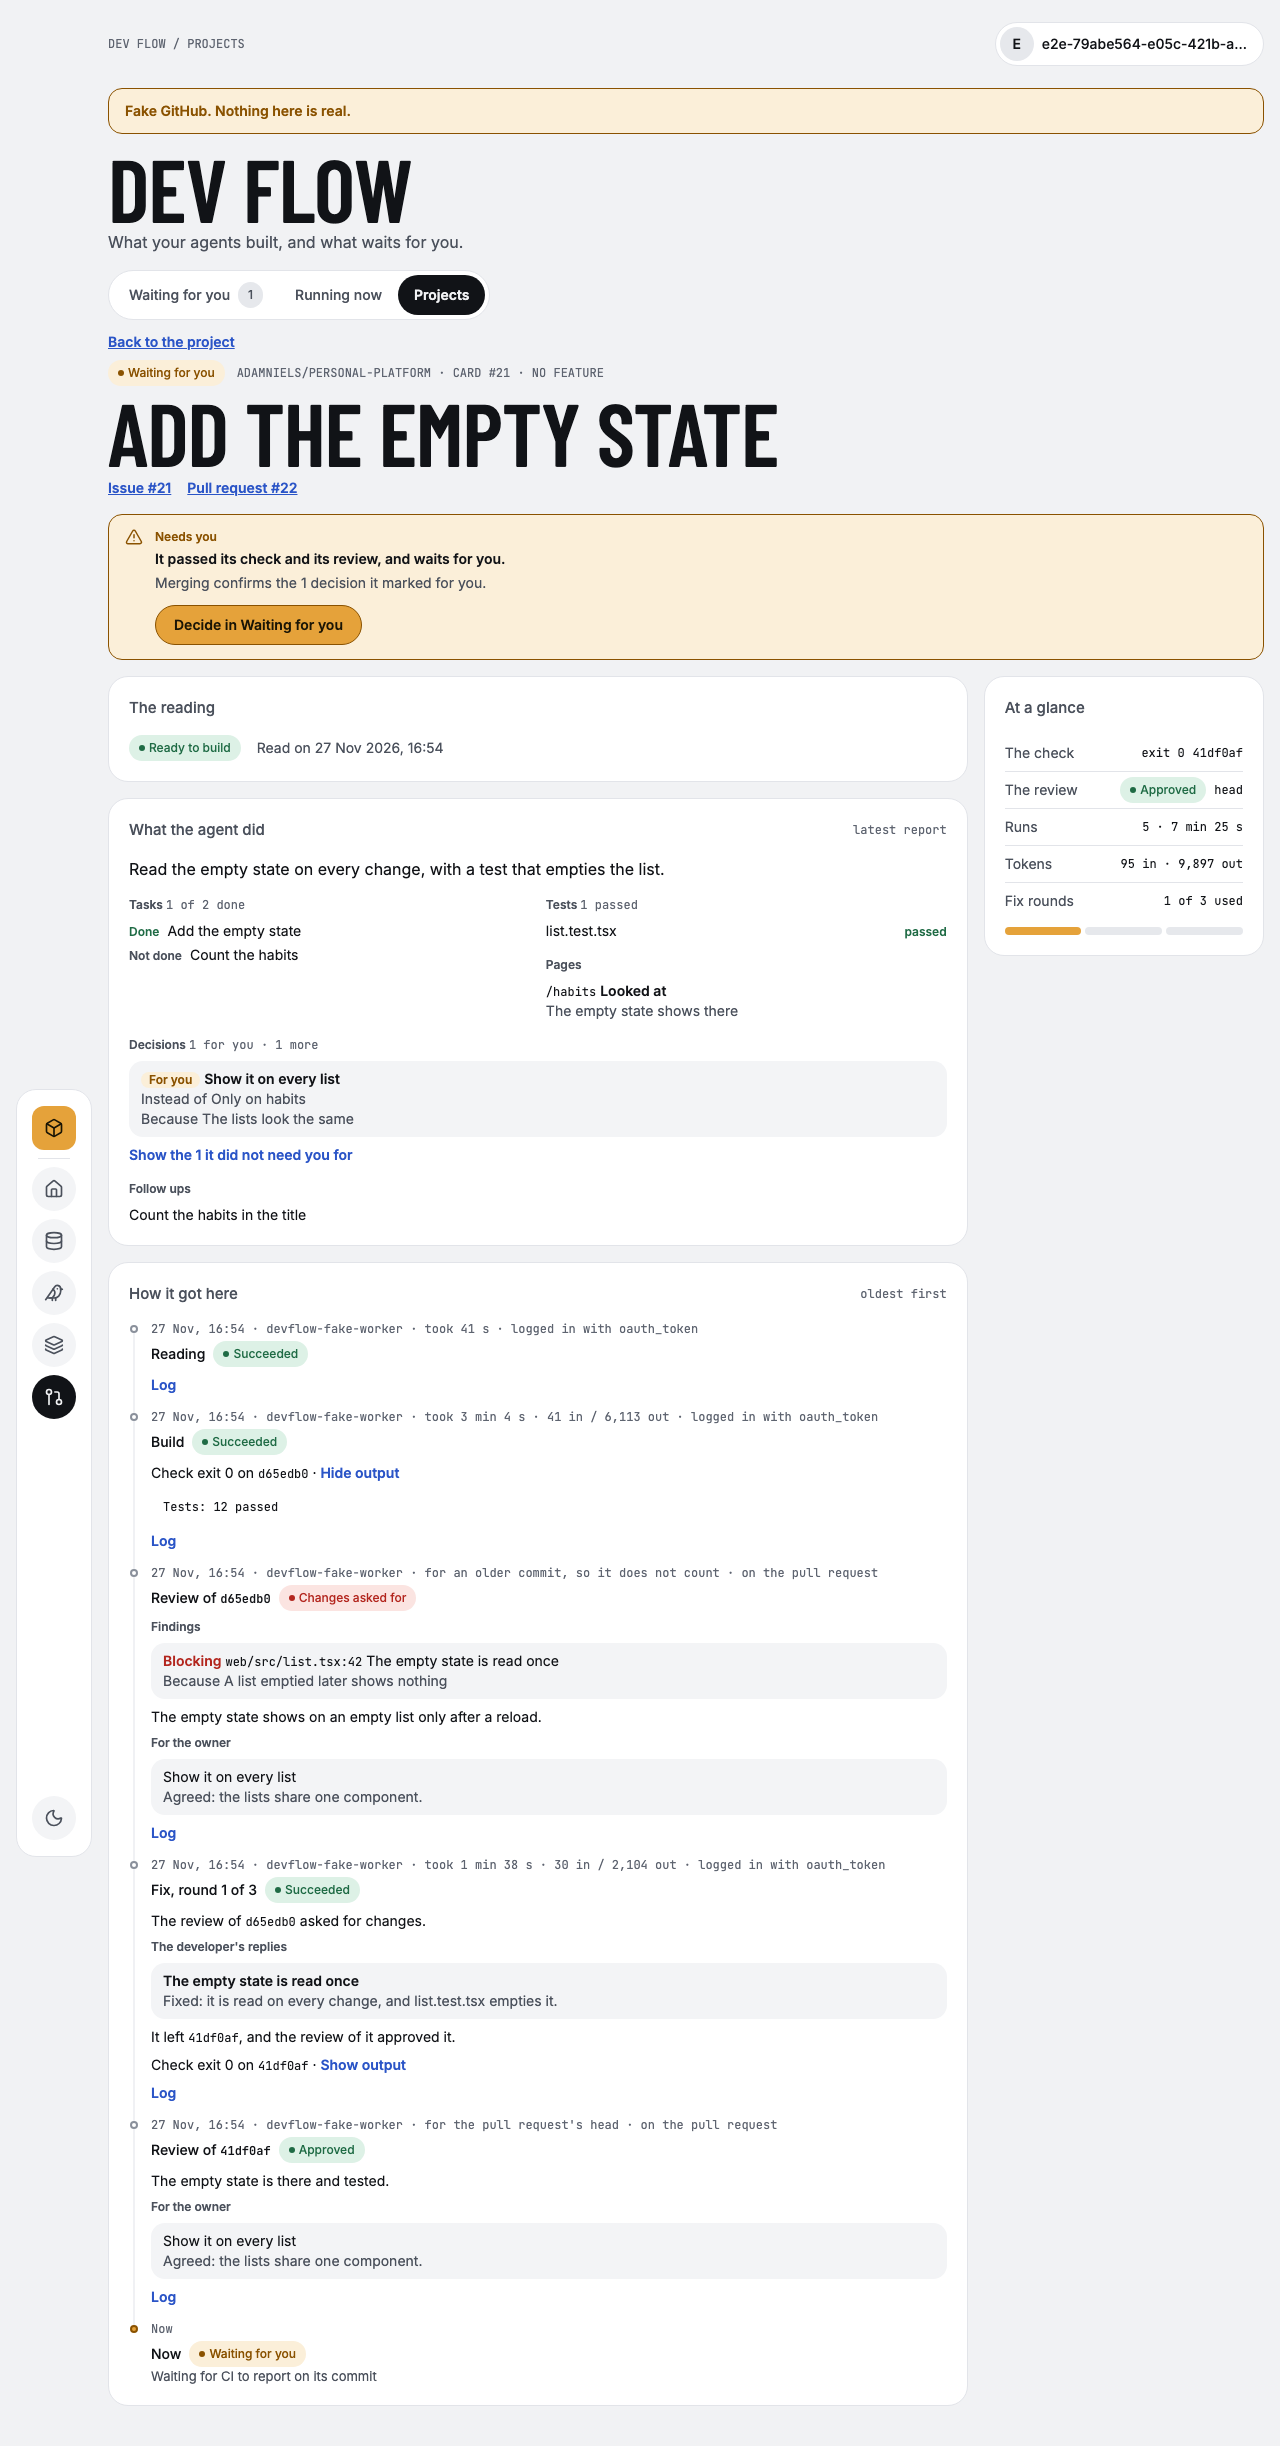 DEV FLOW / PROJECTS
E e2e-79abe564-e05c-421b-a...
Fake GitHub. Nothing here is real.
DEV FLOW
What your agents built, and what waits for you.
Waiting for you 1 Running now Projects
Back to the project
Waiting for you ADAMNIELS/PERSONAL-PLATFORM · CARD #21 · NO FEATURE
ADD THE EMPTY STATE
Issue #21 Pull request #22
Needs you
It passed its check and its review, and waits for you.
Merging confirms the 1 decision it marked for you.
Decide in Waiting for you
The reading
Ready to build Read on 27 Nov 2026, 16:54
At a glance
The check exit 0 41df0af
The review Approved head
Runs 5 · 7 min 25 s
Tokens 95 in · 9,897 out
Fix rounds 1 of 3 used
What the agent did latest report
Read the empty state on every change, with a test that empties the list.
Tasks 1 of 2 done
Done Add the empty state
Not done Count the habits
Tests 1 passed
list.test.tsx passed
Pages
/habits Looked at
The empty state shows there
Decisions 1 for you · 1 more
For you Show it on every list
Instead of Only on habits
Because The lists look the same
Show the 1 it did not need you for
Follow ups
Count the habits in the title
How it got here oldest first
27 Nov, 16:54 · devflow-fake-worker · took 41 s · logged in with oauth_token
Reading Succeeded
Log
27 Nov, 16:54 · devflow-fake-worker · took 3 min 4 s · 41 in / 6,113 out · logged in with oauth_token
Build Succeeded
Check exit 0 on d65edb0 · Hide output
Tests: 12 passed
Log
27 Nov, 16:54 · devflow-fake-worker · for an older commit, so it does not count · on the pull request
Review of d65edb0 Changes asked for
Findings
Blocking web/src/list.tsx:42 The empty state is read once
Because A list emptied later shows nothing
The empty state shows on an empty list only after a reload.
For the owner
Show it on every list
Agreed: the lists share one component.
Log
27 Nov, 16:54 · devflow-fake-worker · took 1 min 38 s · 30 in / 2,104 out · logged in with oauth_token
Fix, round 1 of 3 Succeeded
The review of d65edb0 asked for changes.
The developer's replies
The empty state is read once
Fixed: it is read on every change, and list.test.tsx empties it.
It left 41df0af, and the review of it approved it.
Check exit 0 on 41df0af · Show output
Log
27 Nov, 16:54 · devflow-fake-worker · for the pull request's head · on the pull request
Review of 41df0af Approved
The empty state is there and tested.
For the owner
Show it on every list
Agreed: the lists share one component.
Log
Now
Now Waiting for you
Waiting for CI to report on its commit